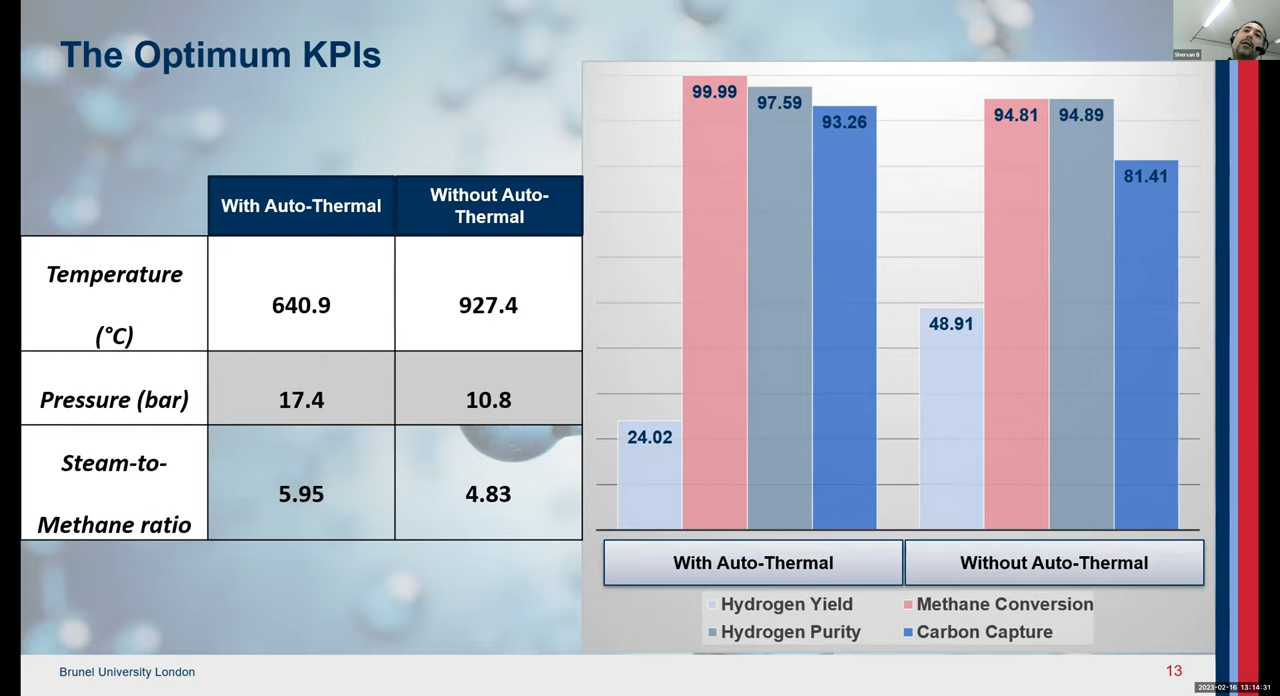 The Optimum KPIs
Shervan B
With Auto-Thermal
Without Auto-
Thermal
Temperature
(°C)
640.9
927.4
Pressure (bar)
17.4
10.8
Steam-to-
Methane ratio
5.95
4.83
24.02
99.99
97.59
93.26
48.91
94.81
94.89
81.41
With Auto-Thermal
Without Auto-Thermal
Hydrogen Yield
Methane Conversion
Hydrogen Purity
Carbon Capture
Brunel University London
13
2023-02-16 13:14:31